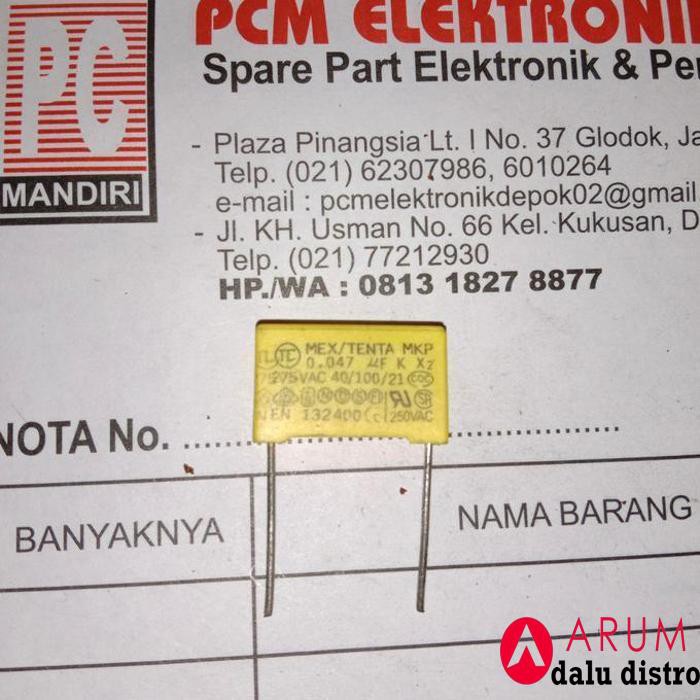 PC
MANDIRI
PCM ELEKTRONI
Spare Part Elektronik & Pe
- Plaza Pinangsia Lt. I No. 37 Glodok, Ja
Telp. (021) 62307986, 6010264
e-mail : pcmelektronikdepok02@gmail
- Jl. KH. Usman No. 66 Kel. Kukusan, D
Telp. (021) 77212930
HP./WA : 0813 1827 8877
TC MEX/TENTA MKP
0.047 µF K X2
275VAC 40/100/21 CQC
EN 132400 250VAC
NOTA No. ..........
BANYAKNYA
NAMA BARANG
ARUM
dalu distro